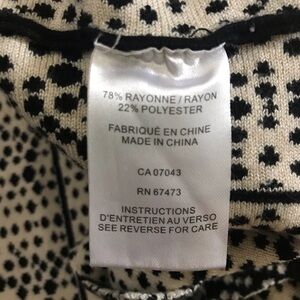 78% RAYONNE / RAYON
22% POLYESTER
FABRIQUÉ EN CHINE
MADE IN CHINA
CA 07043
RN 67473
INSTRUCTIONS
D'ENTRETIEN AU VERSO
SEE REVERSE FOR CARE